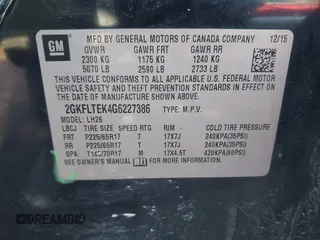 GM
MFD BY GENERAL MOTORS OF CANADA COMPANY 12/15
GVWR GAWR FRT GAWR RR
2300 KG 1175 KG 1240 KG
5070 LB 2590 LB 2733 LB
THIS VEHICLE CONFORMS TO ALL APPLICABLE U.S. FEDERAL MOTOR
VEHICLE SAFETY AND THEFT PREVENTION STANDARDS IN EFFECT ON THE
DATE OF MANUFACTURE SHOWN ABOVE.
2GKFLTEK4G6227386 TYPE: M.P.V.
MODEL: LH26
LBCJ TIRE SIZE SPEED RTG RIM COLD TIRE PRESSURE
FRT P225/65R17 T 17X7J 240KPA(35PSI)
RR P225/65R17 T 17X7J 240KPA(35PSI)
SPA 17X4.5T 420KPA(60PSI)
SEE OWNER'S MANUAL FOR ADDITIONAL INFORMATION
DREAMBID